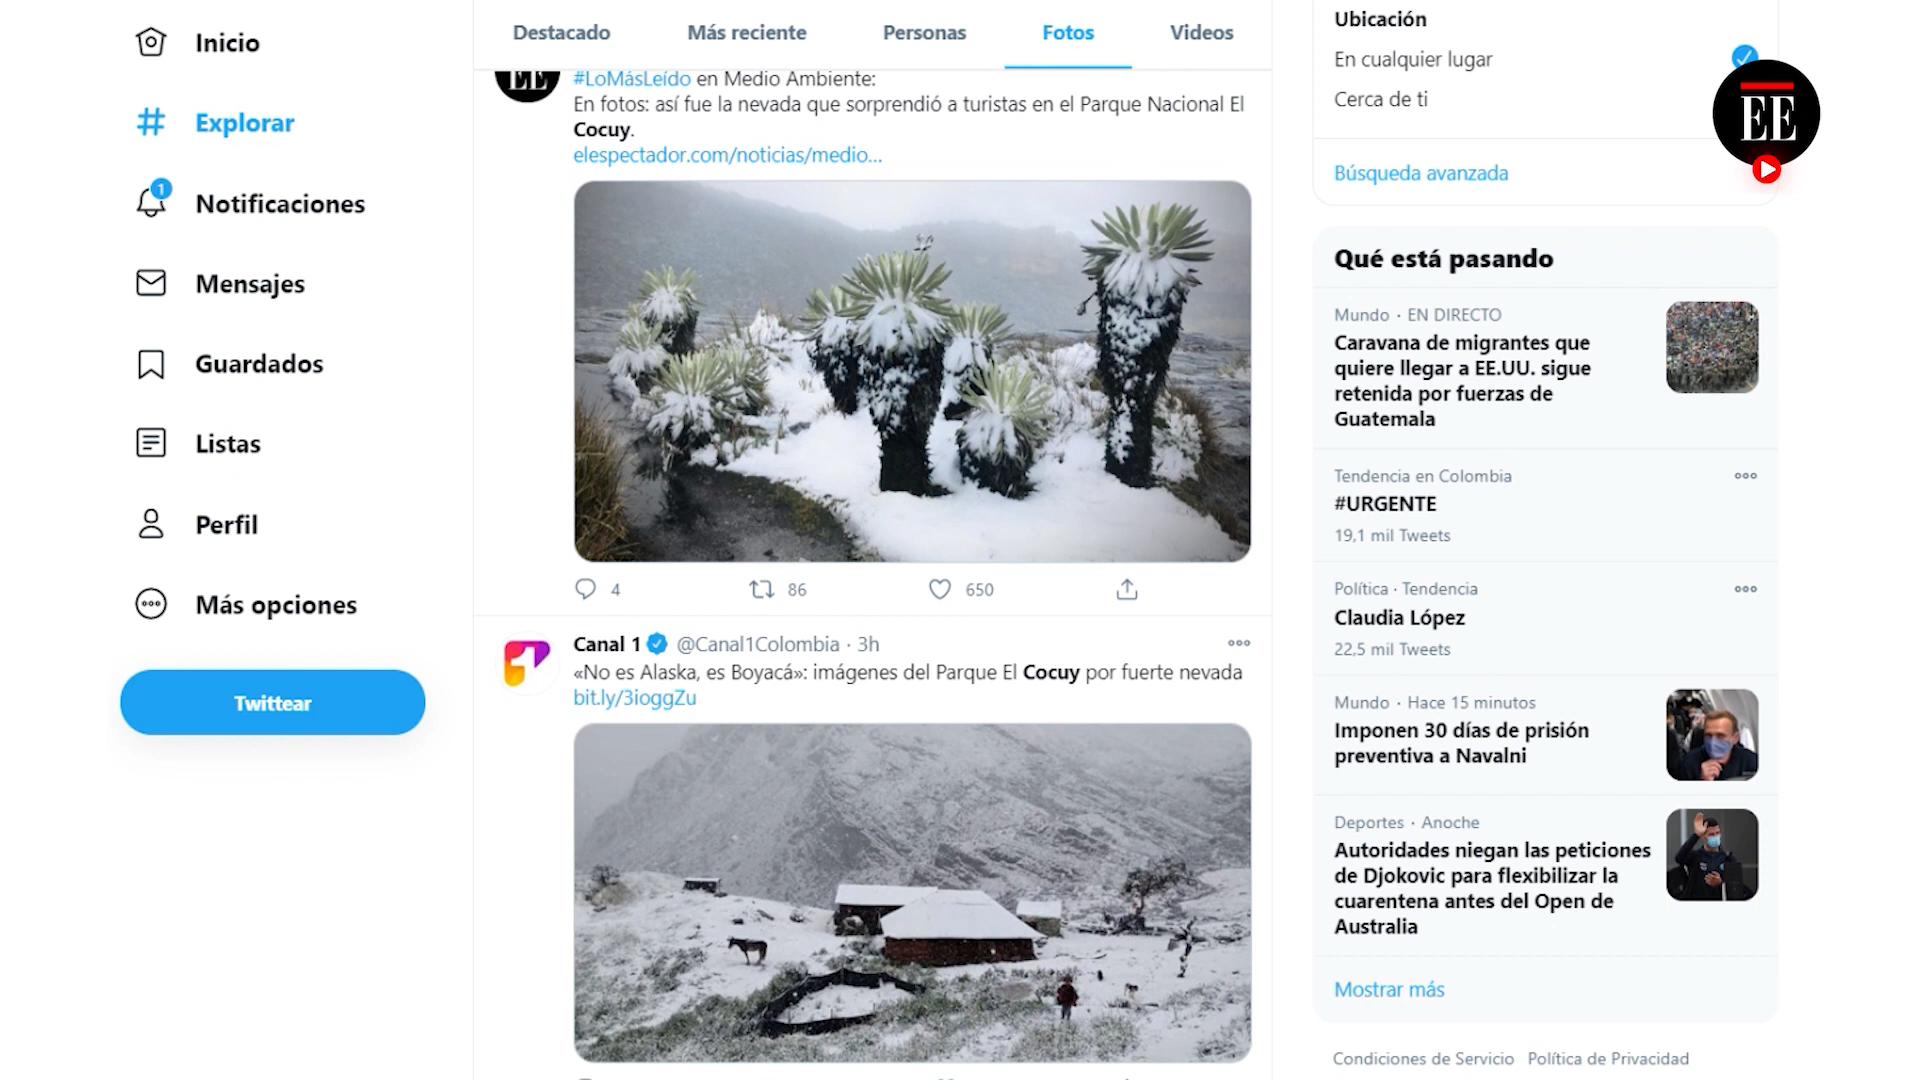 Inicio
Explorar
1
Notificaciones
Mensajes
Guardados
Listas
Perfil
Más opciones
Twittear
Destacado
Más reciente
Personas
Fotos
Videos
EE
#LoMásLeído en Medio Ambiente:
En fotos: así fue la nevada que sorprendió a turistas en el Parque Nacional El
Cocuy.
elespectador.com/noticias/medio...
4
86
650
1
Canal 1 @Canal1Colombia · 3h
«No es Alaska, es Boyacá»: imágenes del Parque El Cocuy por fuerte nevada
bit.ly/3ioggZu
Ubicación
En cualquier lugar
Cerca de ti
Búsqueda avanzada
EE
Qué está pasando
Mundo · EN DIRECTO
Caravana de migrantes que
quiere llegar a EE.UU. sigue
retenida por fuerzas de
Guatemala
Tendencia en Colombia
#URGENTE
19,1 mil Tweets
Política · Tendencia
Claudia López
22,5 mil Tweets
Mundo · Hace 15 minutos
Imponen 30 días de prisión
preventiva a Navalni
Deportes · Anoche
Autoridades niegan las peticiones
de Djokovic para flexibilizar la
cuarentena antes del Open de
Australia
Mostrar más
Condiciones de Servicio Política de Privacidad